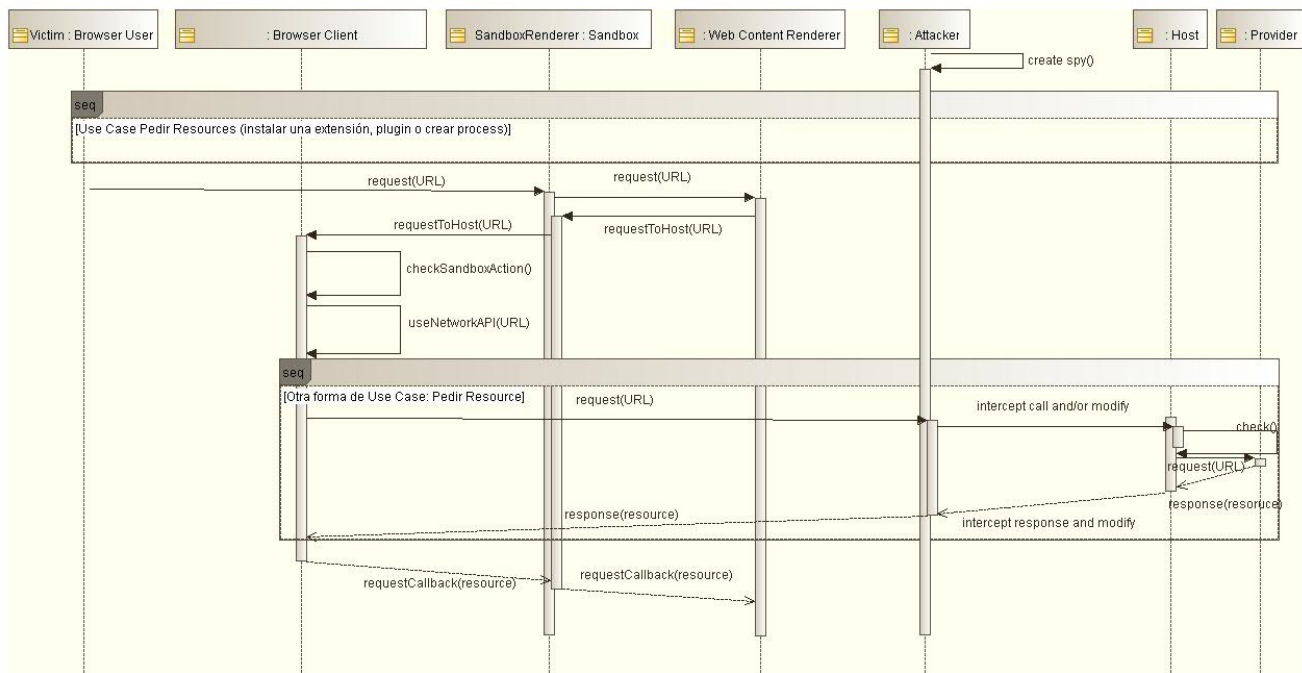 Victim : Browser User
: Browser Client
SandboxRenderer : Sandbox
: Web Content Renderer
: Attacker
: Host
: Provider
create spy()
seq
[Use Case Pedir Resources (instalar una extensión, plugin o crear process)]
request(URL)
request(URL)
requestToHost(URL)
requestToHost(URL)
checkSandboxAction()
useNetworkAPI(URL)
seq
[Otra forma de Use Case: Pedir Resource]
request(URL)
intercept call and/or modify
check()
request(URL)
response(resoruce)
response(resource)
intercept response and modify
requestCallback(resource)
requestCallback(resource)